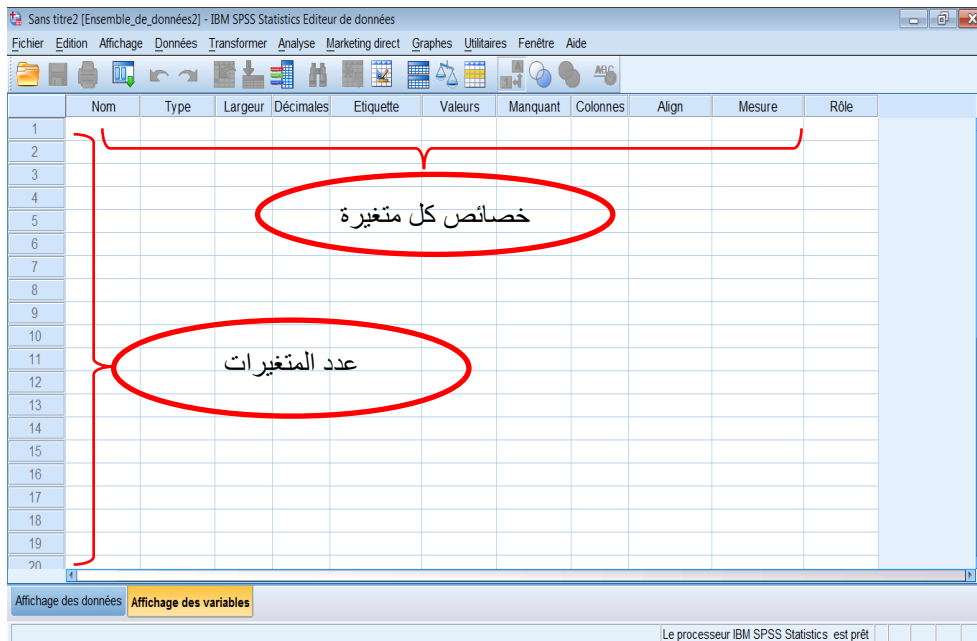 Sans titre2 [Ensemble_de_données2] - IBM SPSS Statistics Editeur de données
Fichier Edition Affichage Données Transformer Analyse Marketing direct Graphes Utilitaires Fenêtre Aide
Nom Type Largeur Décimales Etiquette Valeurs Manquant Colonnes Align Mesure Rôle
1
2
3
4
خصائص كل متغيرة
5
6
7
8
9
10
11
عدد المتغيرات
12
13
14
15
16
17
18
19
20
Affichage des données Affichage des variables
Le processeur IBM SPSS Statistics est prêt